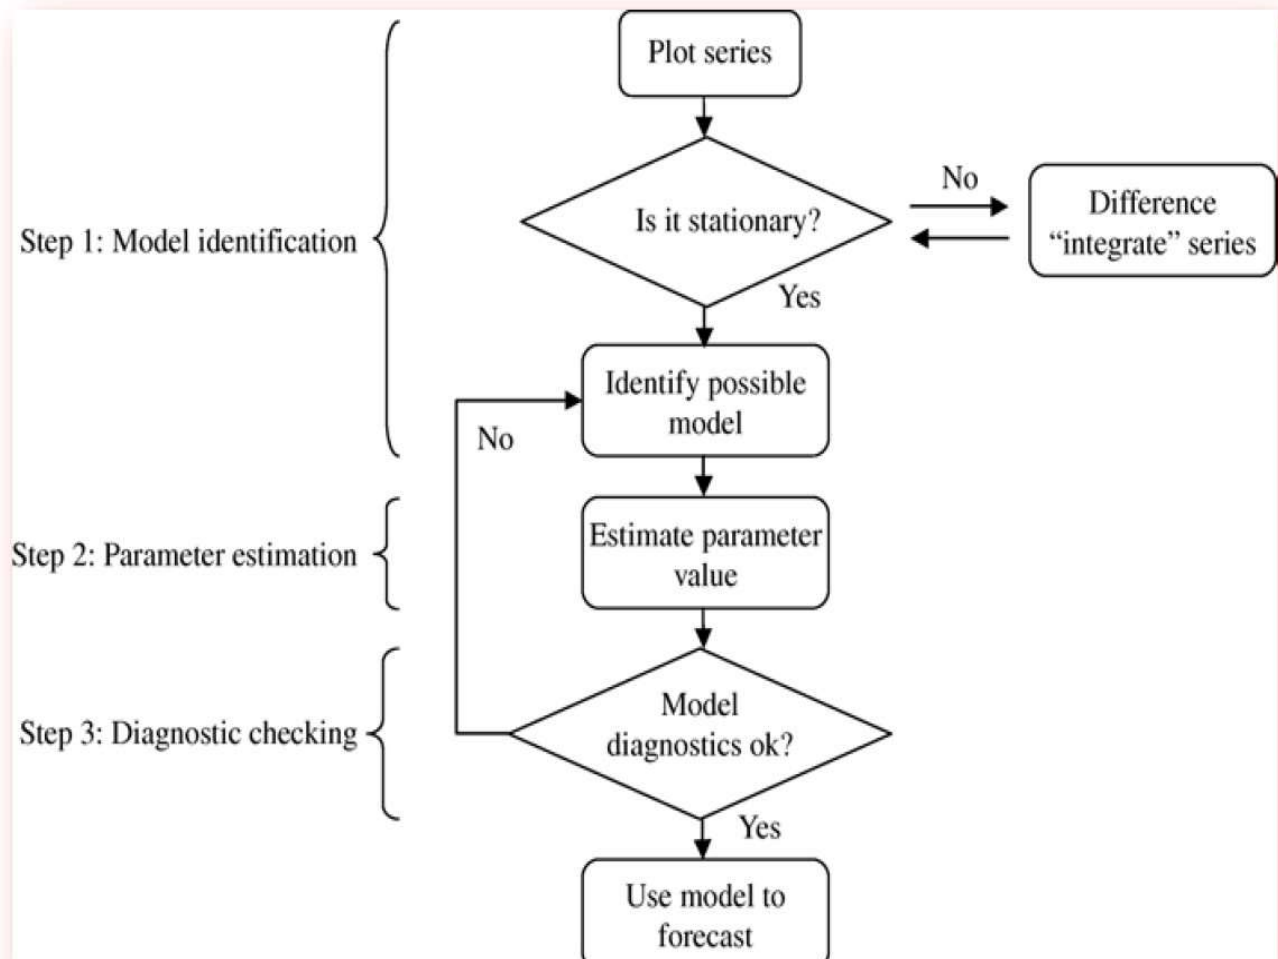 Plot series
Is it stationary?
No
Difference
“integrate” series
Step 1: Model identification
Yes
Identify possible
model
No
Estimate parameter
value
Step 2: Parameter estimation
Model
diagnostics ok?
Step 3: Diagnostic checking
Yes
Use model to
forecast